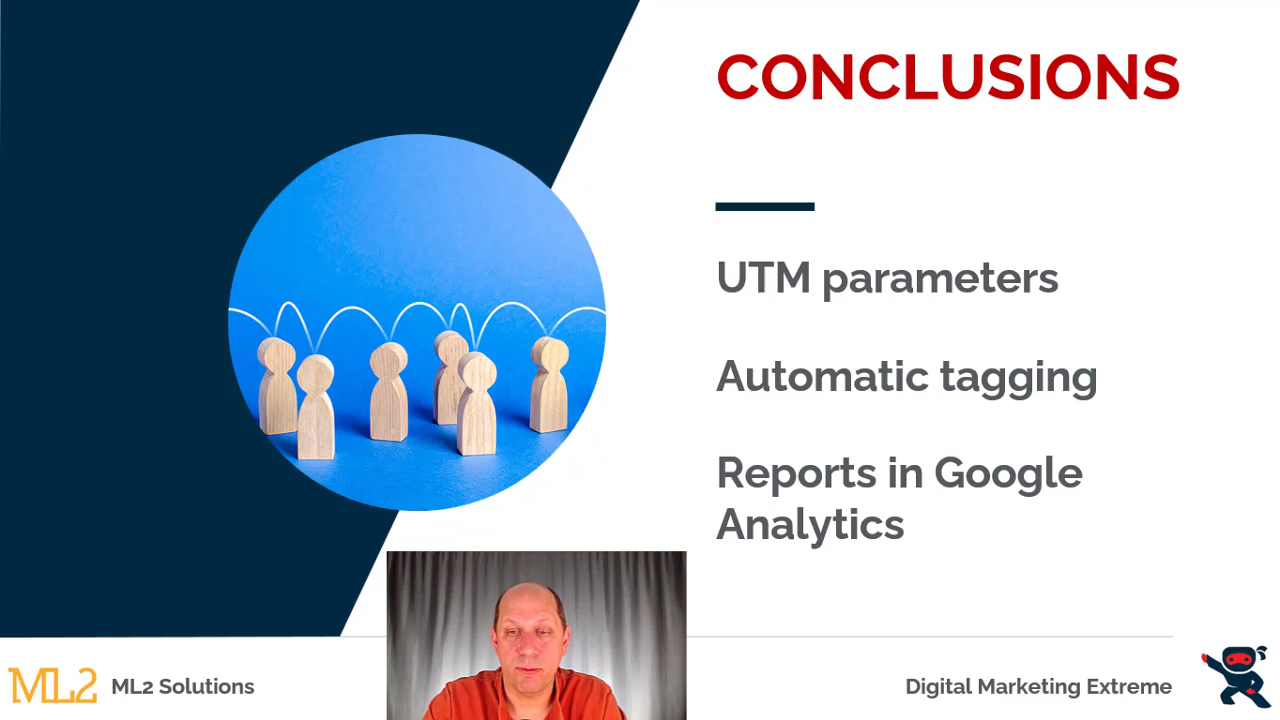 CONCLUSIONS
UTM parameters
Automatic tagging
Reports in Google
Analytics
ML2 ML2 Solutions
Digital Marketing Extreme